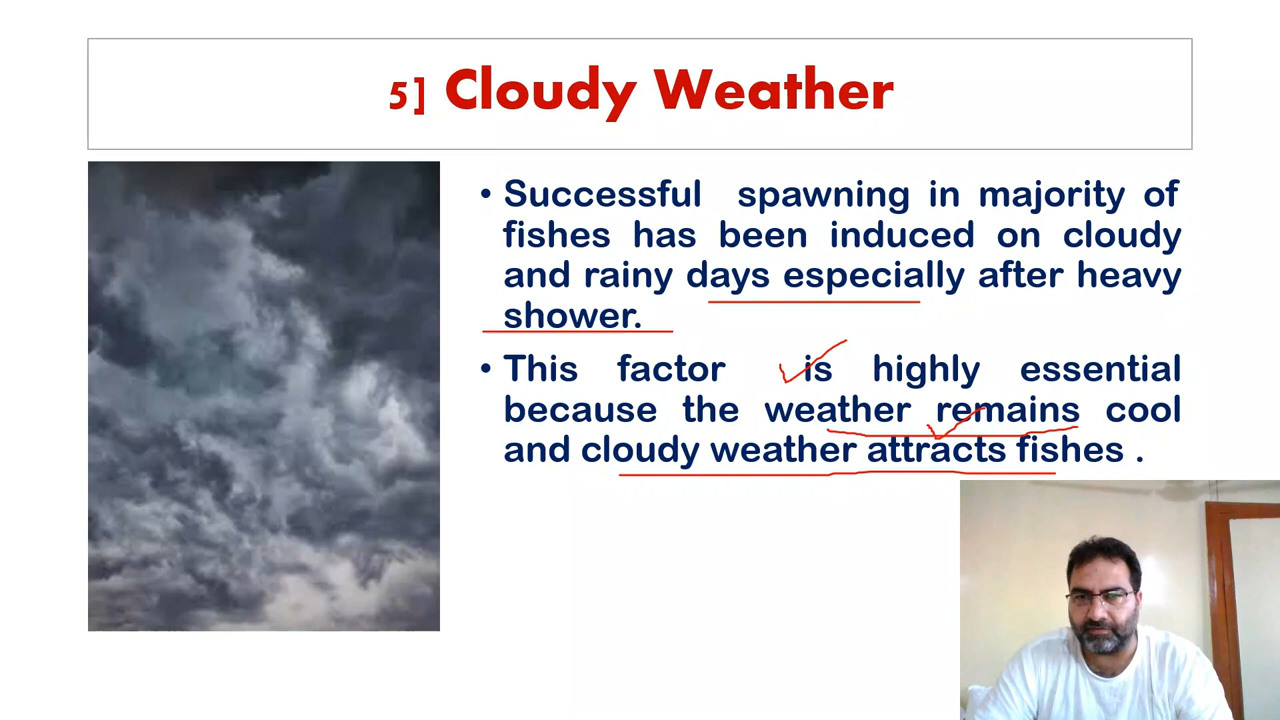 5] Cloudy Weather
• Successful spawning in majority of
fishes has been induced on cloudy
and rainy days especially after heavy
shower.
• This factor is highly essential
because the weather remains cool
and cloudy weather attracts fishes .